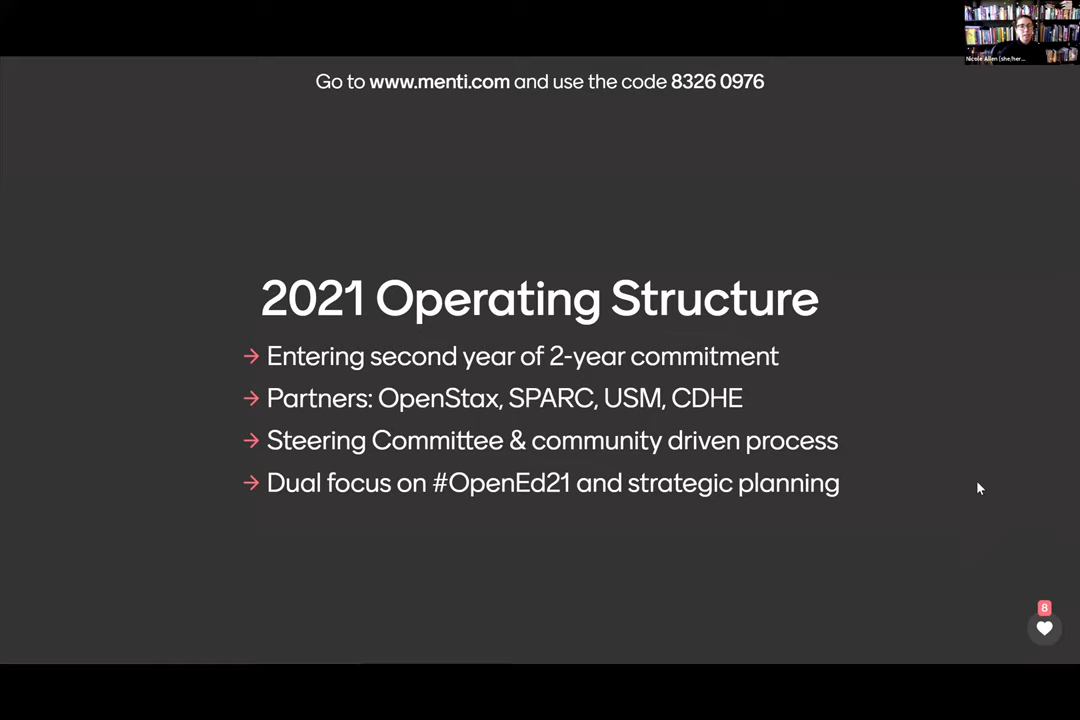 Nicole Allen (she/her...
Go to www.menti.com and use the code 8326 0976
2021 Operating Structure
→ Entering second year of 2-year commitment
→ Partners: OpenStax, SPARC, USM, CDHE
→ Steering Committee & community driven process
→ Dual focus on #OpenEd21 and strategic planning
8